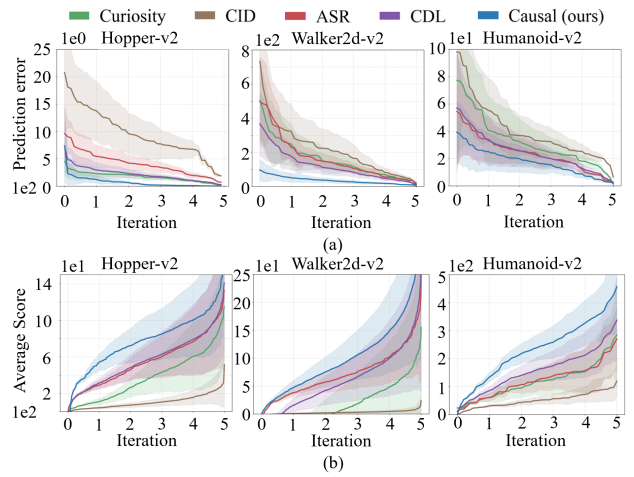 Curiosity CID ASR CDL Causal (ours)
(a)
1e0 Hopper-v2
8e2 Walker2d-v2
1e1 Humanoid-v2
Prediction error
25
20
15
10
5
0
1e2
0 1 2 3 4 5
Iteration
6
4
2
0
0 1 2 3 4 5
Iteration
10
8
6
4
2
0
0 1 2 3 4 5
Iteration
(a)
(b)
1e1 Hopper-v2
25 1e1 Walker2d-v2
5 1e2 Humanoid-v2
Average Score
14
10
6
2
1e2
0 1 2 3 4 5
Iteration
20
15
10
5
0
0 1 2 3 4 5
Iteration
4
3
2
1
0
0 1 2 3 4 5
Iteration
(b)